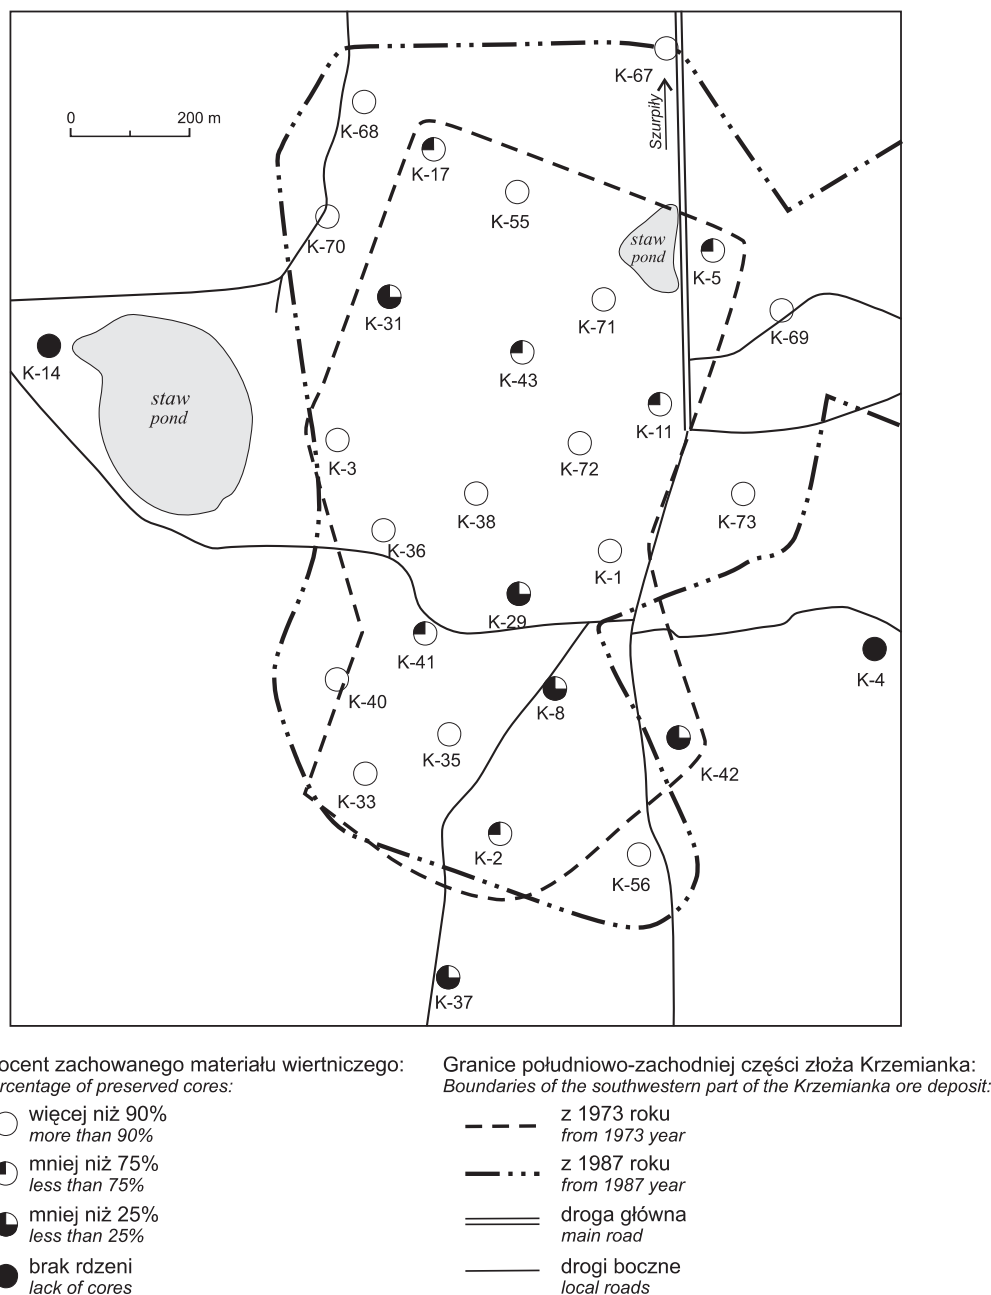 K-67
0 200 m
Szurpiły
K-68
K-17
K-55
K-70
staw
pond
K-5
K-31
K-71
K-69
K-14
K-43
staw
pond
K-11
K-3
K-72
K-38
K-73
K-36
K-1
K-29
K-41
K-4
K-40
K-8
K-35
K-42
K-33
K-2
K-56
K-37
ocent zachowanego materiału wiertniczego:
rcentage of preserved cores:
więcej niż 90%
more than 90%
mniej niż 75%
less than 75%
mniej niż 25%
less than 25%
brak rdzeni
lack of cores
Granice południowo-zachodniej części złoża Krzemianka:
Boundaries of the southwestern part of the Krzemianka ore deposit:
z 1973 roku
from 1973 year
z 1987 roku
from 1987 year
droga główna
main road
drogi boczne
local roads